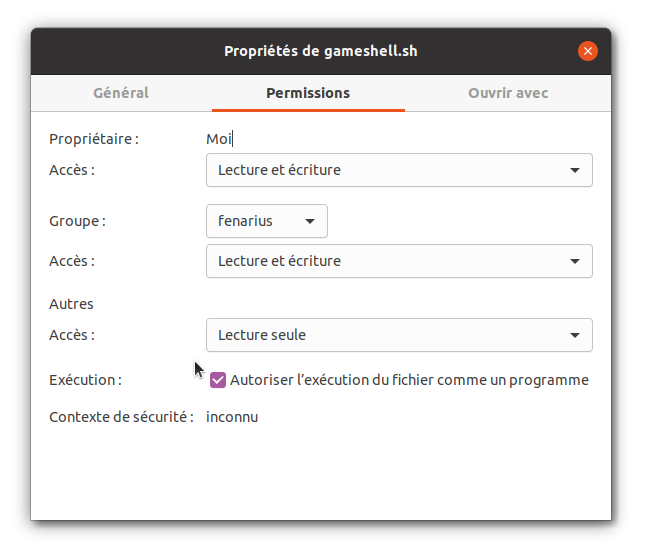 Propriétés de gameshell.sh
Général Permissions Ouvrir avec
Propriétaire : Moi
Accès : Lecture et écriture
Groupe : fenarius
Accès : Lecture et écriture
Autres
Accès : Lecture seule
Exécution : Autoriser l’exécution du fichier comme un programme
Contexte de sécurité : inconnu